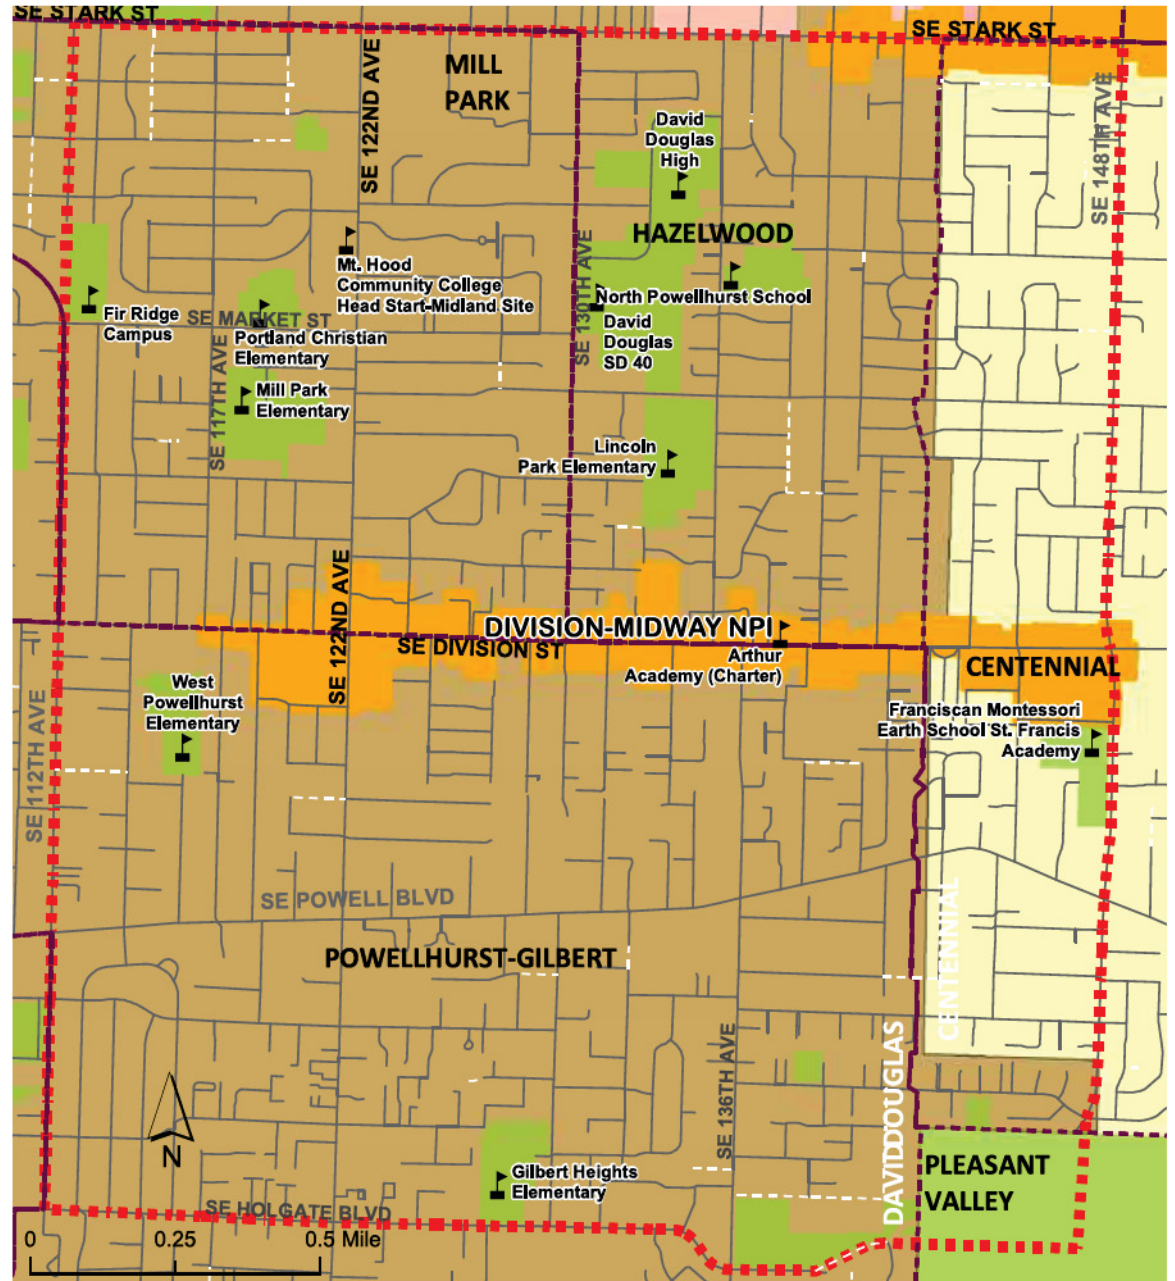 SE STARK ST
SE STARK ST
MILL
PARK
SE 122ND AVE
David
Douglas
High
SE 148TH AVE
HAZELWOOD
Mt. Hood
Community College
Head Start-Midland Site
SE 130TH AVE
North Powellhurst School
Fir Ridge
Campus
SE MARKET ST
Portland Christian
Elementary
David
Douglas
SD 40
SE 117TH AVE
Mill Park
Elementary
Lincoln
Park Elementary
SE 122ND AVE
DIVISION-MIDWAY NPI
SE DIVISION ST
Arthur
Academy (Charter)
CENTENNIAL
West
Powellhurst
Elementary
Franciscan Montessori
Earth School St. Francis
Academy
SE 112TH AVE
SE POWELL BLVD
CENTENNIAL
POWELLHURST-GILBERT
DAVIDDOUGLAS
SE 136TH AVE
N
PLEASANT
VALLEY
Gilbert Heights
Elementary
SE HOLGATE BLVD
0 0.25 0.5 Mile